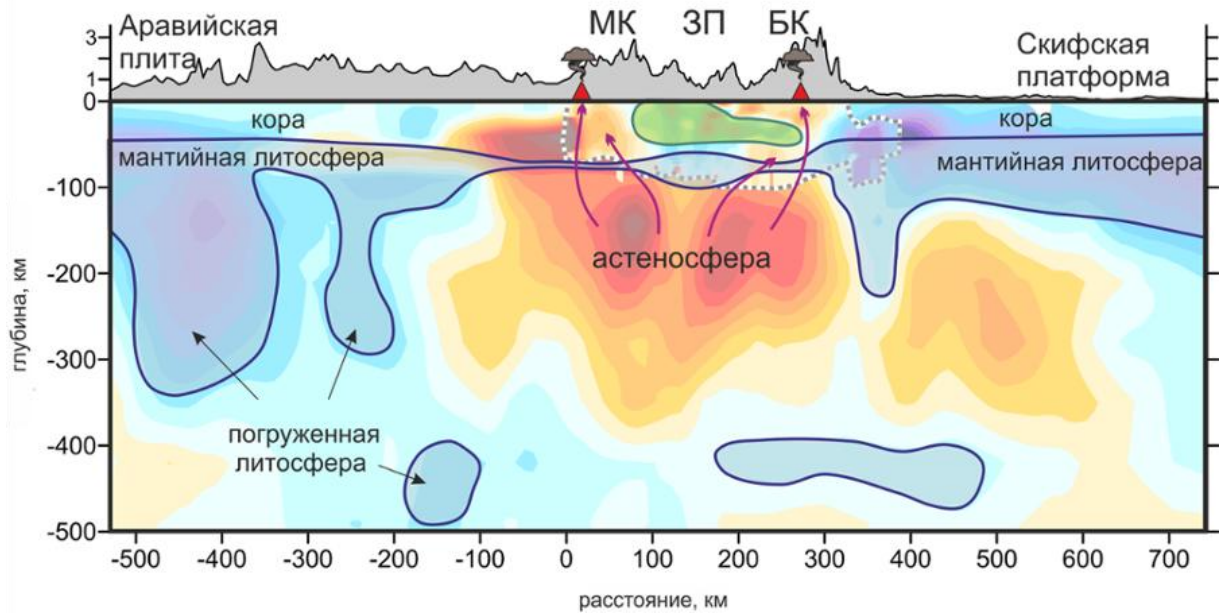 Аравийская
плита
МК
ЗП
БК
Скифская
платформа
3
2
1
0
кора
кора
мантийная литосфера
мантийная литосфера
-100
астеносфера
-200
глубина, км
-300
погруженная
литосфера
-400
-500
-500 -400 -300 -200 -100 0 100 200 300 400 500 600 700
расстояние, км